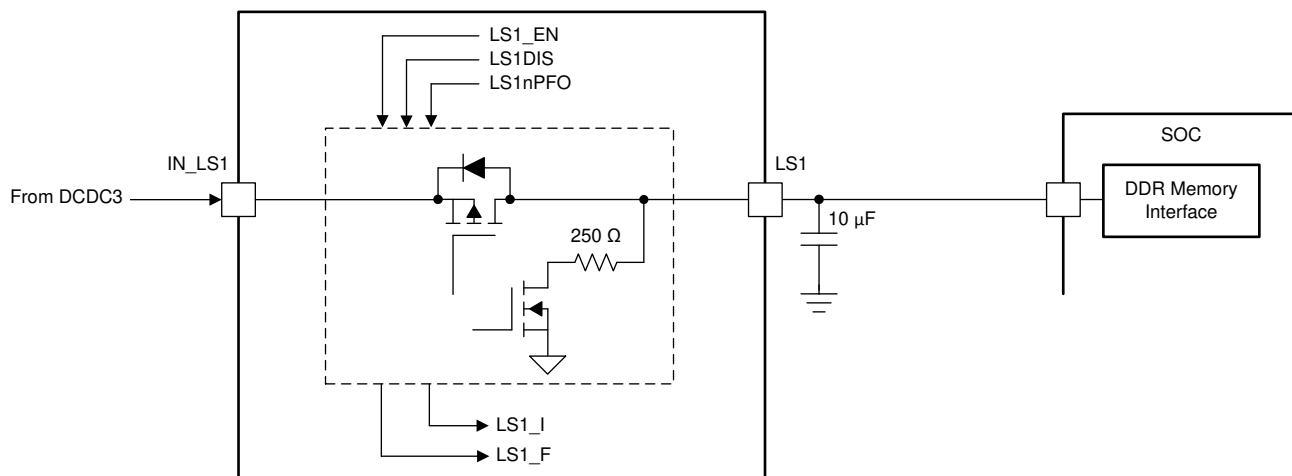 LS1_EN
LS1DIS
LS1nPFO
SOC
IN_LS1
LS1
From DCDC3
DDR Memory
Interface
10 µF
250 Ω
LS1_I
LS1_F